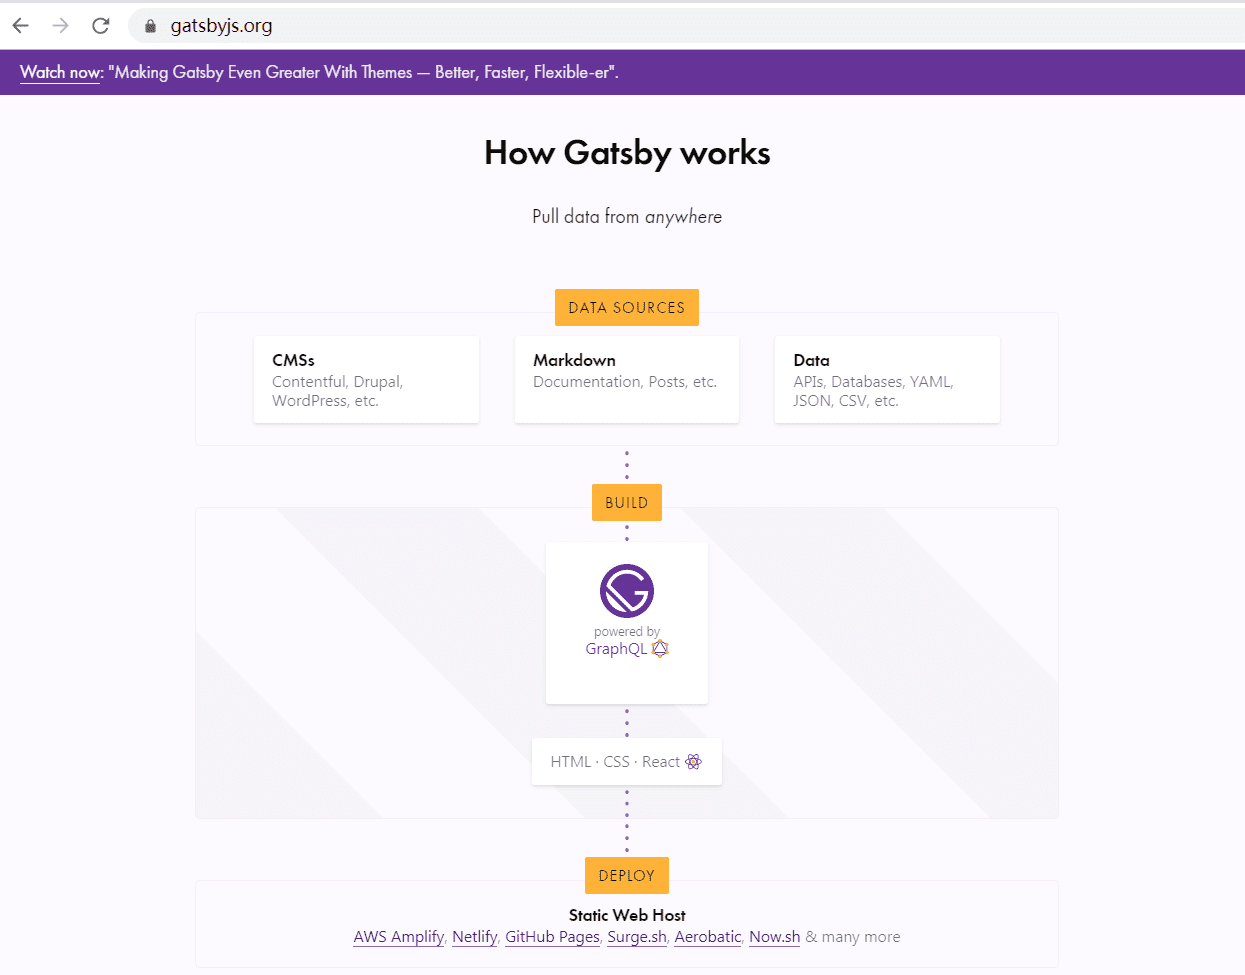 gatsbyjs.org
Watch now: "Making Gatsby Even Greater With Themes — Better, Faster, Flexible-er".
How Gatsby works
Pull data from anywhere
DATA SOURCES
CMSs
Contentful, Drupal,
WordPress, etc.
Markdown
Documentation, Posts, etc.
Data
APIs, Databases, YAML,
JSON, CSV, etc.
BUILD
powered by
GraphQL
HTML · CSS · React
DEPLOY
Static Web Host
AWS Amplify, Netlify, GitHub Pages, Surge.sh, Aerobatic, Now.sh & many more